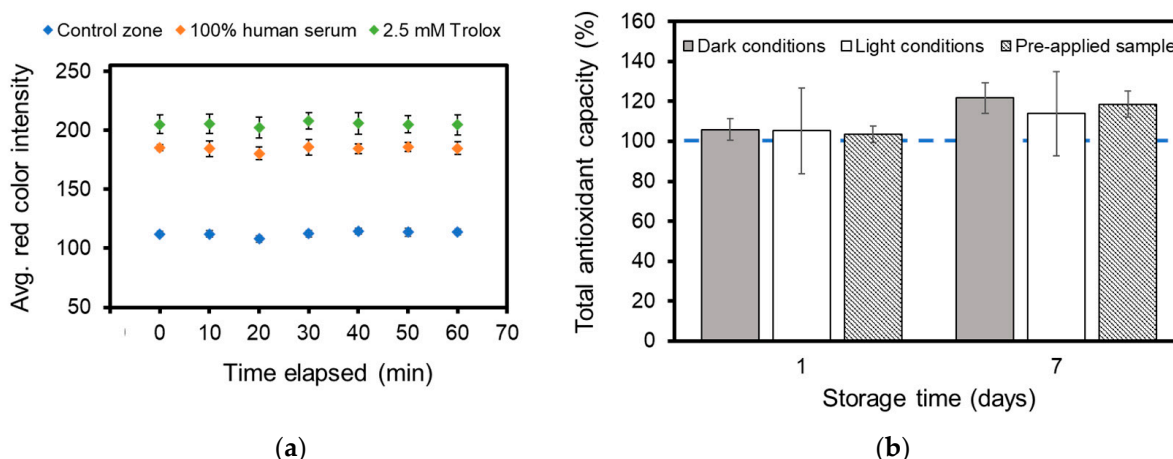 Control zone 100% human serum 2.5 mM Trolox
250
200
150
100
50
0 10 20 30 40 50 60 70
Avg. red color intensity
Time elapsed (min)
(a)
160
140
120
100
80
60
40
20
0
Dark conditions Light conditions Pre-applied sample
Total antioxidant capacity (%)
1 7
Storage time (days)
(b)